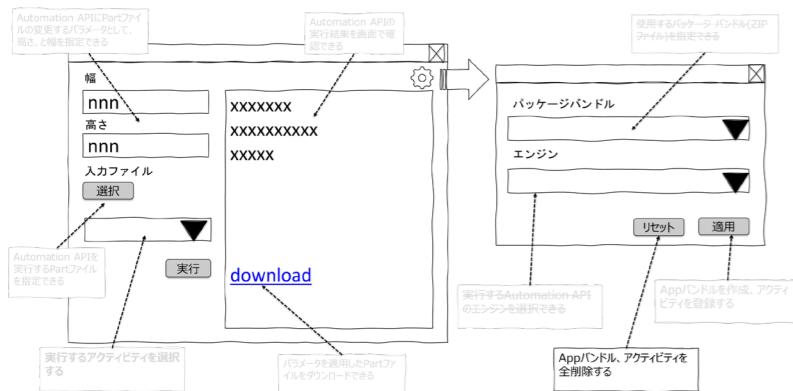 Automation APIにPartファイ
ルの変更するパラメータとして、
高さ、と幅を指定できる
Automation APIの
実行結果を画面で確
認できる
使用するパッケージ バンドル(ZIP
ファイル)を指定できる
幅
nnn
高さ
nnn
入力ファイル
選択
実行
xxxxxxx
xxxxxxxxxx
xxxxx
download
パッケージバンドル
エンジン
リセット
適用
Automation APIを
実行するPartファイル
を指定できる
実行するアクティビティを選択
する
パラメータを適用したPartファ
イルをダウンロードできる
実行するAutomation API
のエンジンを選択できる
Appバンドルを作成、アクティ
ビティを登録する
Appバンドル、アクティビティを
全削除する